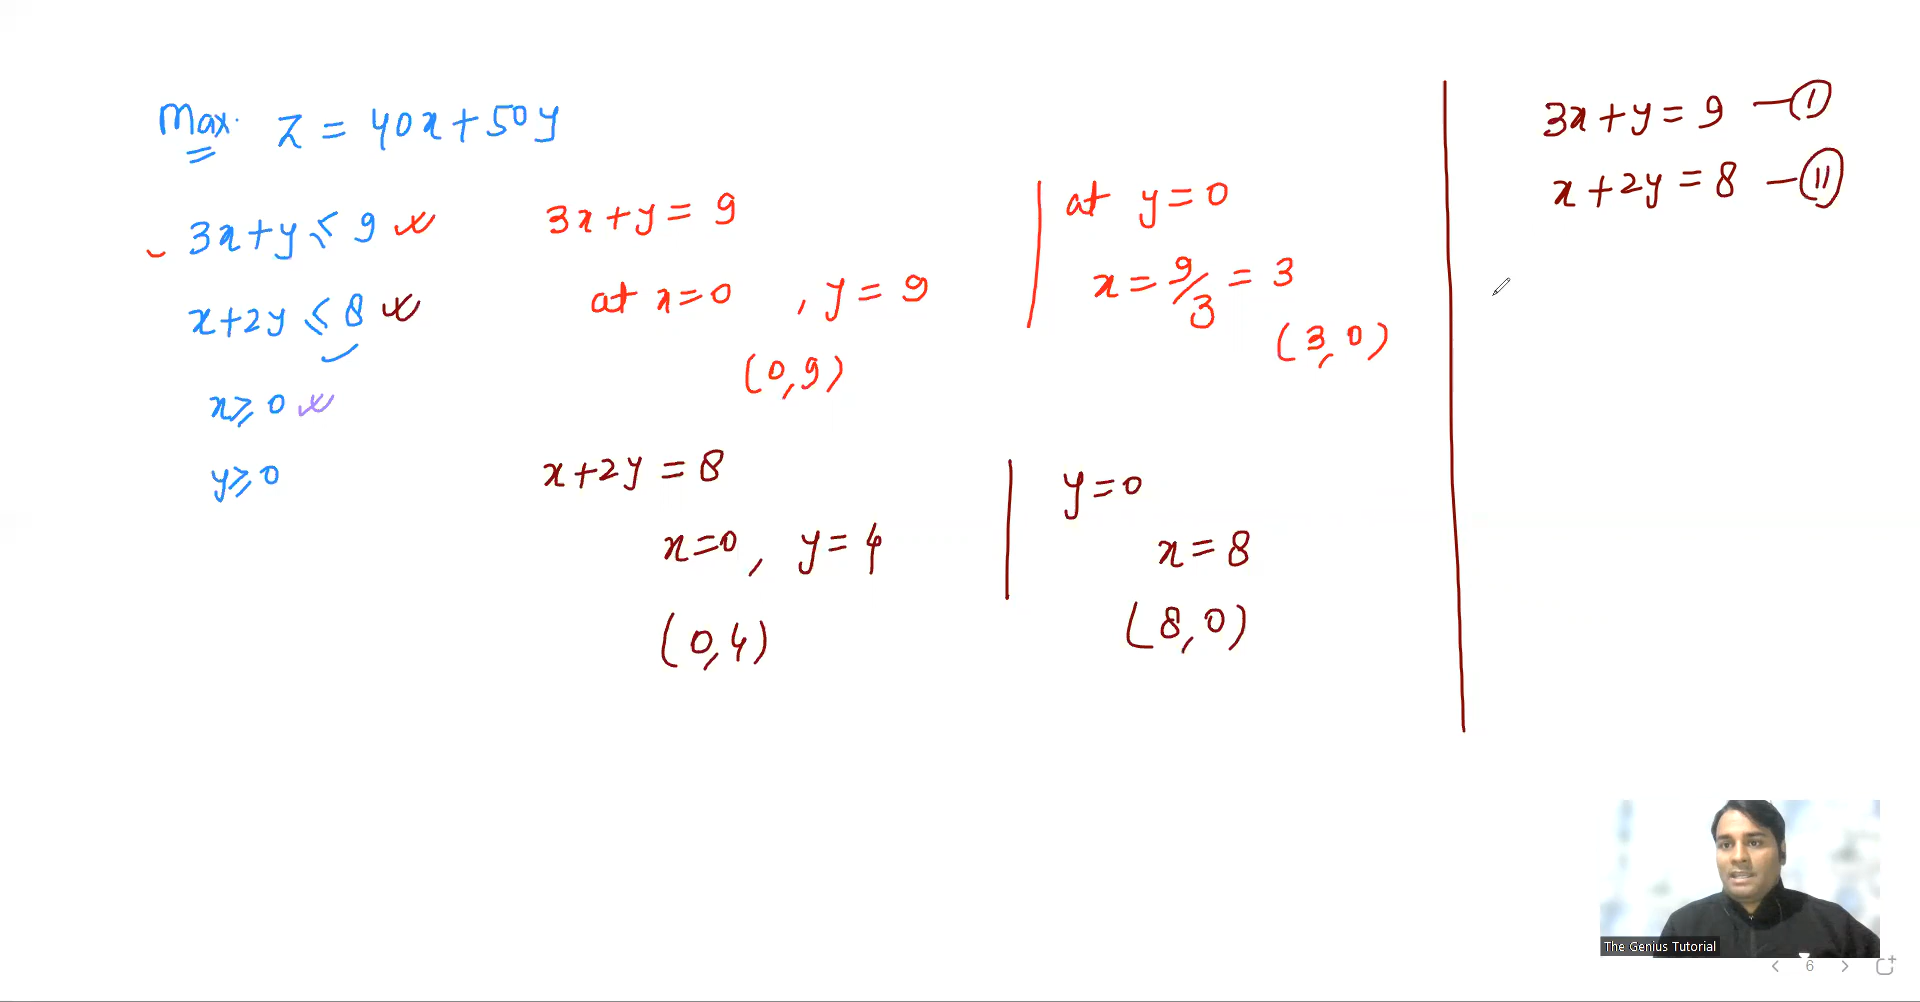 Max. Z = 40x+50y
3x+y ≤ 9
x+2y ≤ 8
x ≥ 0
y ≥ 0
3x+y = 9
at x=0 , y = 9
(0,9)
at y = 0
x = 9/3 = 3
(3,0)
x+2y = 8
x=0, y = 4
(0,4)
y=0
x = 8
(8,0)
3x+y = 9 — I
x+2y = 8 — II
The Genius Tutorial
6